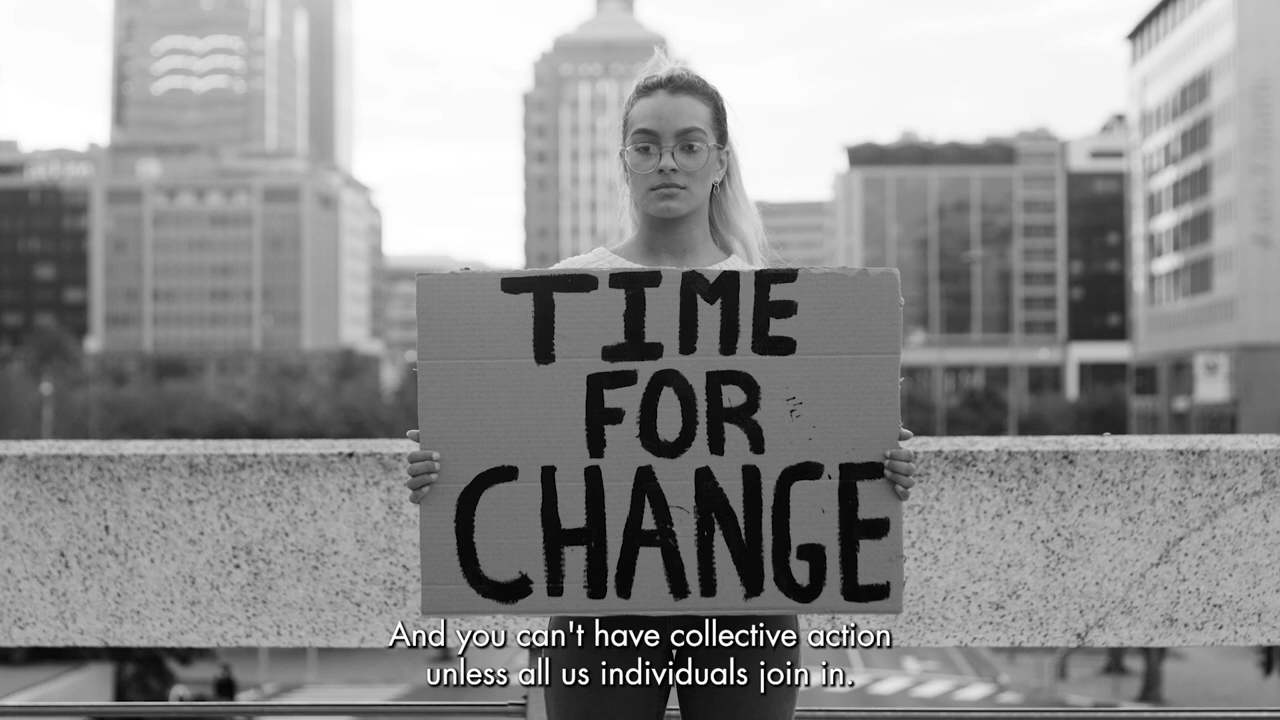 TIME
FOR
CHANGE
And you can't have collective action
unless all us individuals join in.